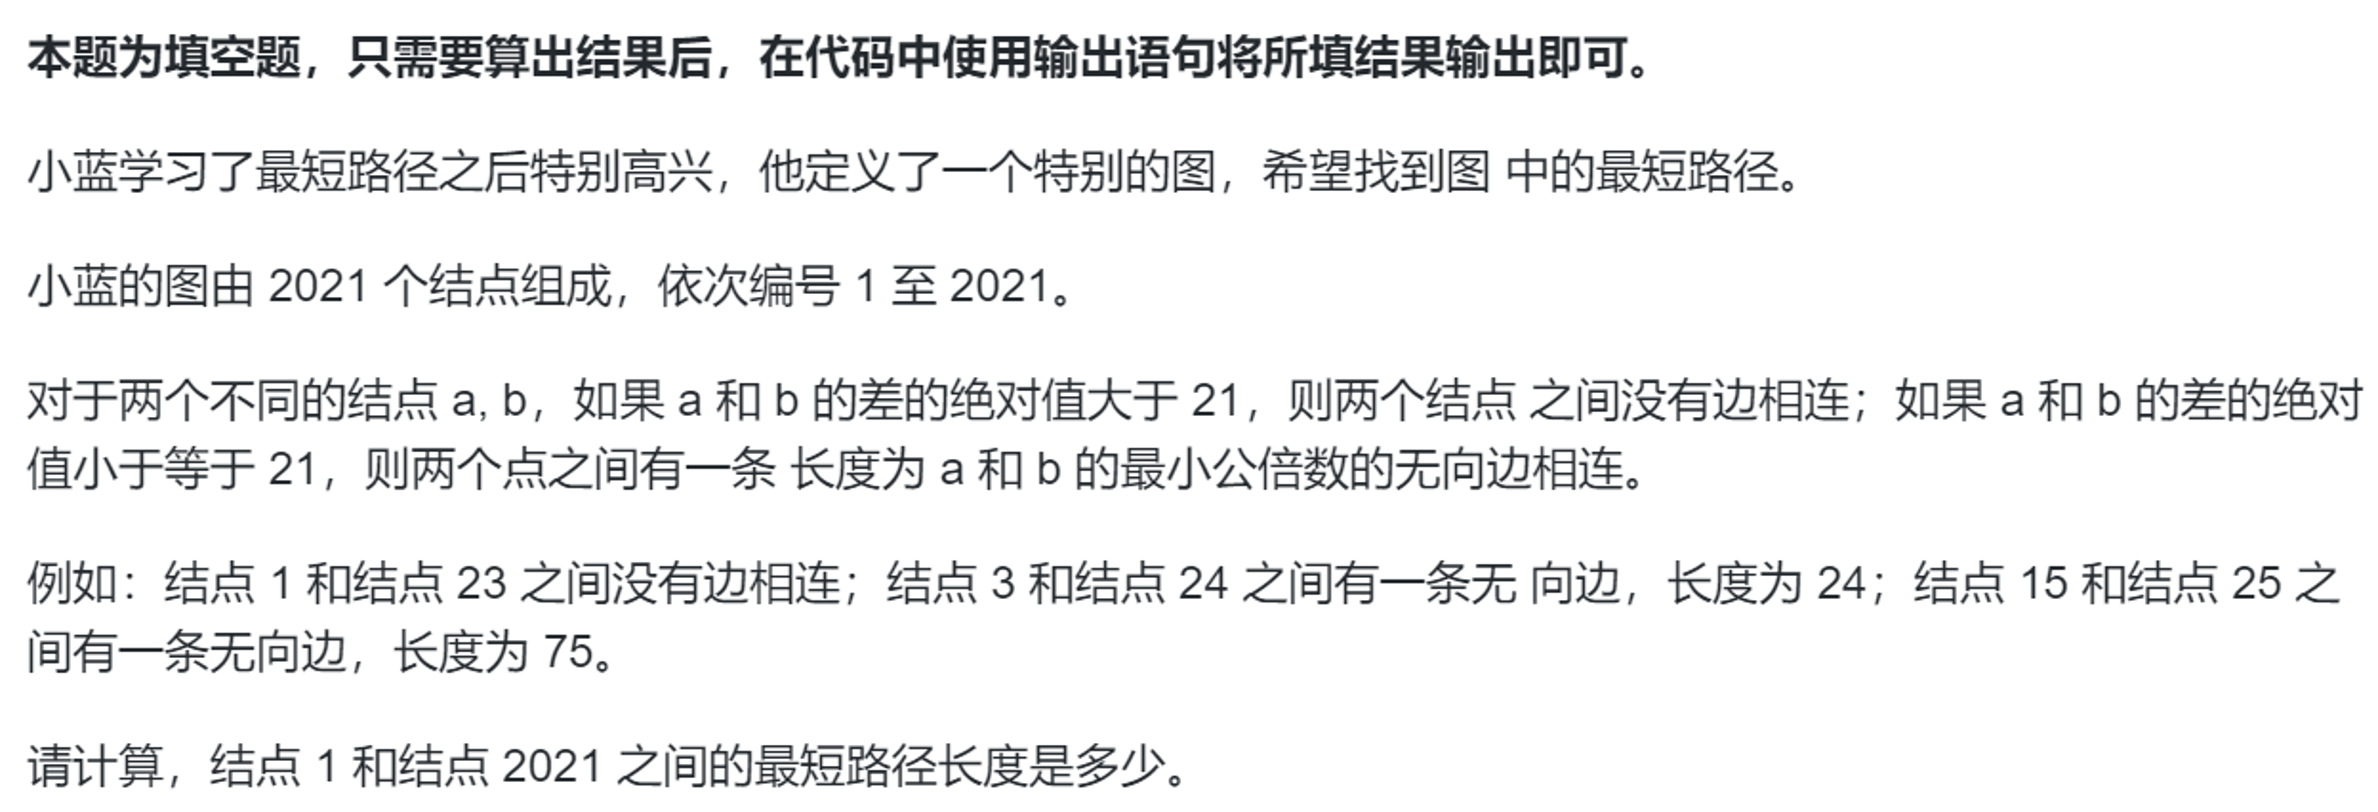 本题为填空题，只需要算出结果后，在代码中使用输出语句将所填结果输出即可。
小蓝学习了最短路径之后特别高兴，他定义了一个特别的图，希望找到图 中的最短路径。
小蓝的图由 2021 个结点组成，依次编号 1 至 2021。
对于两个不同的结点 a, b，如果 a 和 b 的差的绝对值大于 21，则两个结点 之间没有边相连；如果 a 和 b 的差的绝对
值小于等于 21，则两个点之间有一条 长度为 a 和 b 的最小公倍数的无向边相连。
例如：结点 1 和结点 23 之间没有边相连；结点 3 和结点 24 之间有一条无 向边，长度为 24；结点 15 和结点 25 之
间有一条无向边，长度为 75。
请计算，结点 1 和结点 2021 之间的最短路径长度是多少。